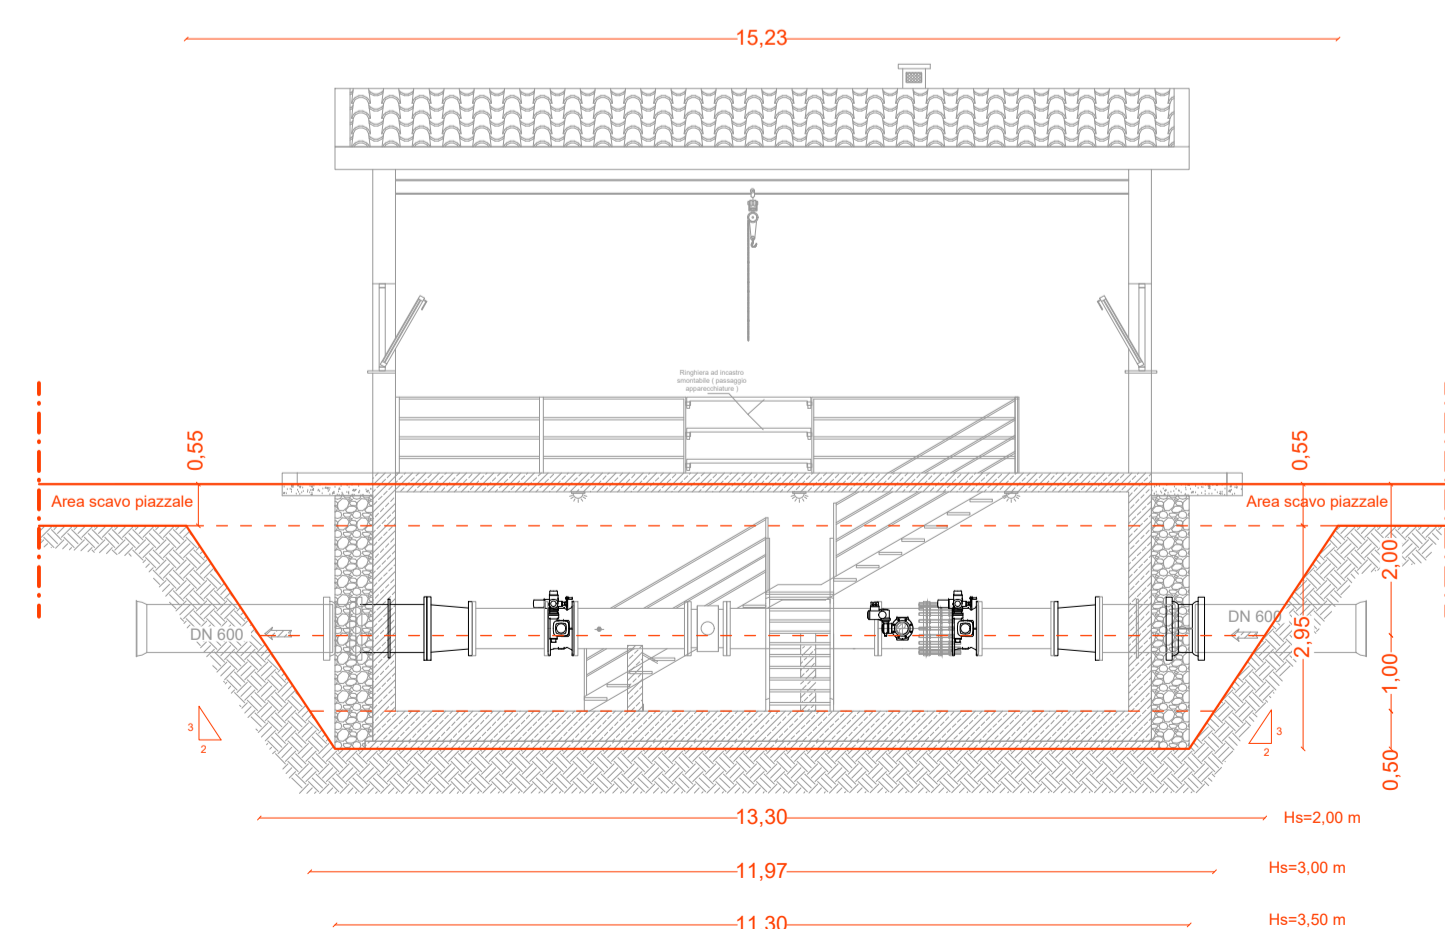 15,23
Ringhiera ad incastro
smontabile ( passaggio
apparecchiature )
0,55
0,55
Area scavo piazzale
Area scavo piazzale
2,00
DN 600
DN 600
2,95
1,00
3
2
3
2
0,50
13,30
Hs=2,00 m
11,97
Hs=3,00 m
11,30
Hs=3,50 m